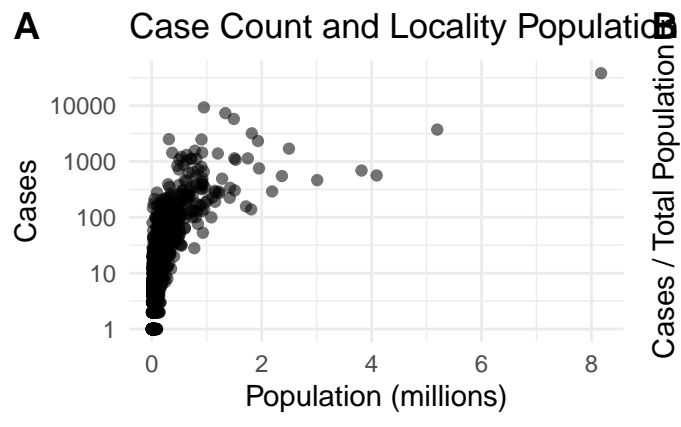 A
Case Count and Locality Population
B
Cases
10000
1000
100
10
1
0
2
4
6
8
Population (millions)
Cases / Total Population